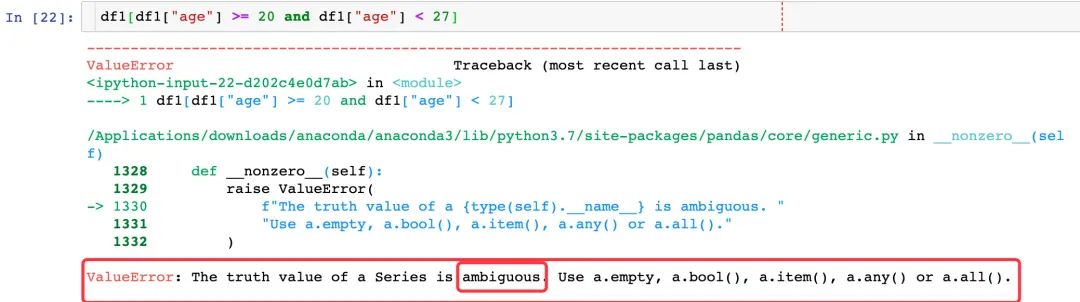 In [22]: df1[df1["age"] >= 20 and df1["age"] < 27]
---------------------------------------------------------------------------
ValueError                                Traceback (most recent call last)
<ipython-input-22-d202c4e0d7ab> in <module>
----> 1 df1[df1["age"] >= 20 and df1["age"] < 27]
/Applications/downloads/anaconda/anaconda3/lib/python3.7/site-packages/pandas/core/generic.py in __nonzero__(sel
f)
   1328     def __nonzero__(self):
   1329         raise ValueError(
-> 1330             f"The truth value of a {type(self).__name__} is ambiguous. "
   1331             "Use a.empty, a.bool(), a.item(), a.any() or a.all()."
   1332         )
ValueError: The truth value of a Series is ambiguous. Use a.empty, a.bool(), a.item(), a.any() or a.all().